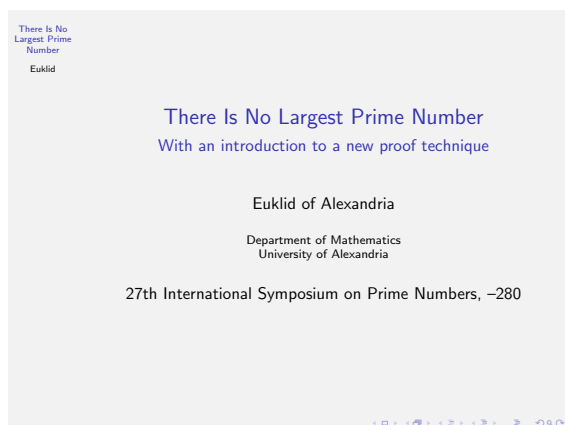 There Is No
Largest Prime
Number
Euklid
There Is No Largest Prime Number
With an introduction to a new proof technique
Euklid of Alexandria
Department of Mathematics
University of Alexandria
27th International Symposium on Prime Numbers, –280